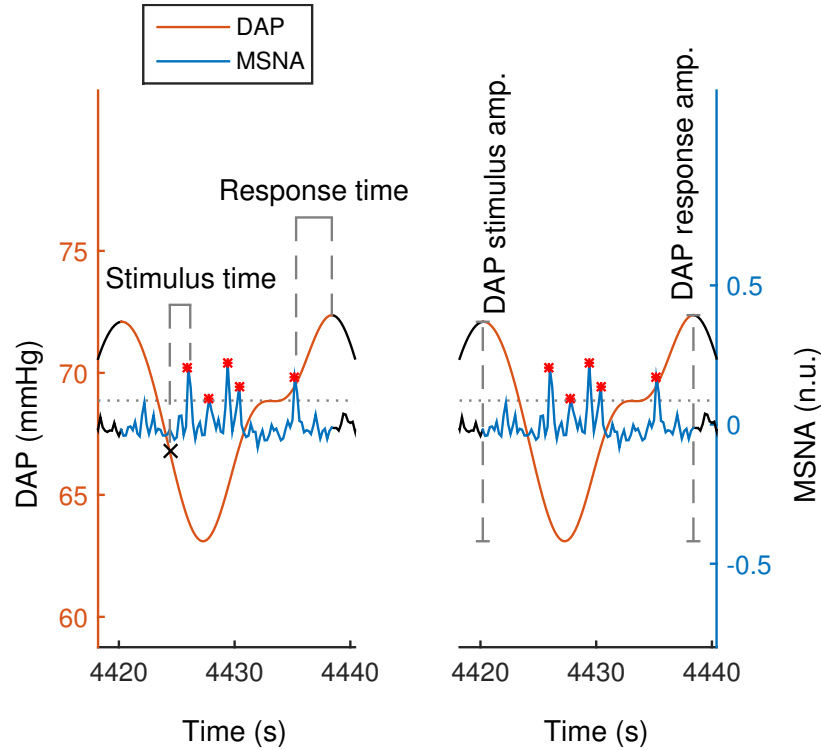 DAP
MSNA
DAP (mmHg)
75
70
65
60
Stimulus time
Response time
4420
4430
4440
Time (s)
DAP stimulus amp.
DAP response amp.
MSNA (n.u.)
0.5
0
-0.5
4420
4430
4440
Time (s)